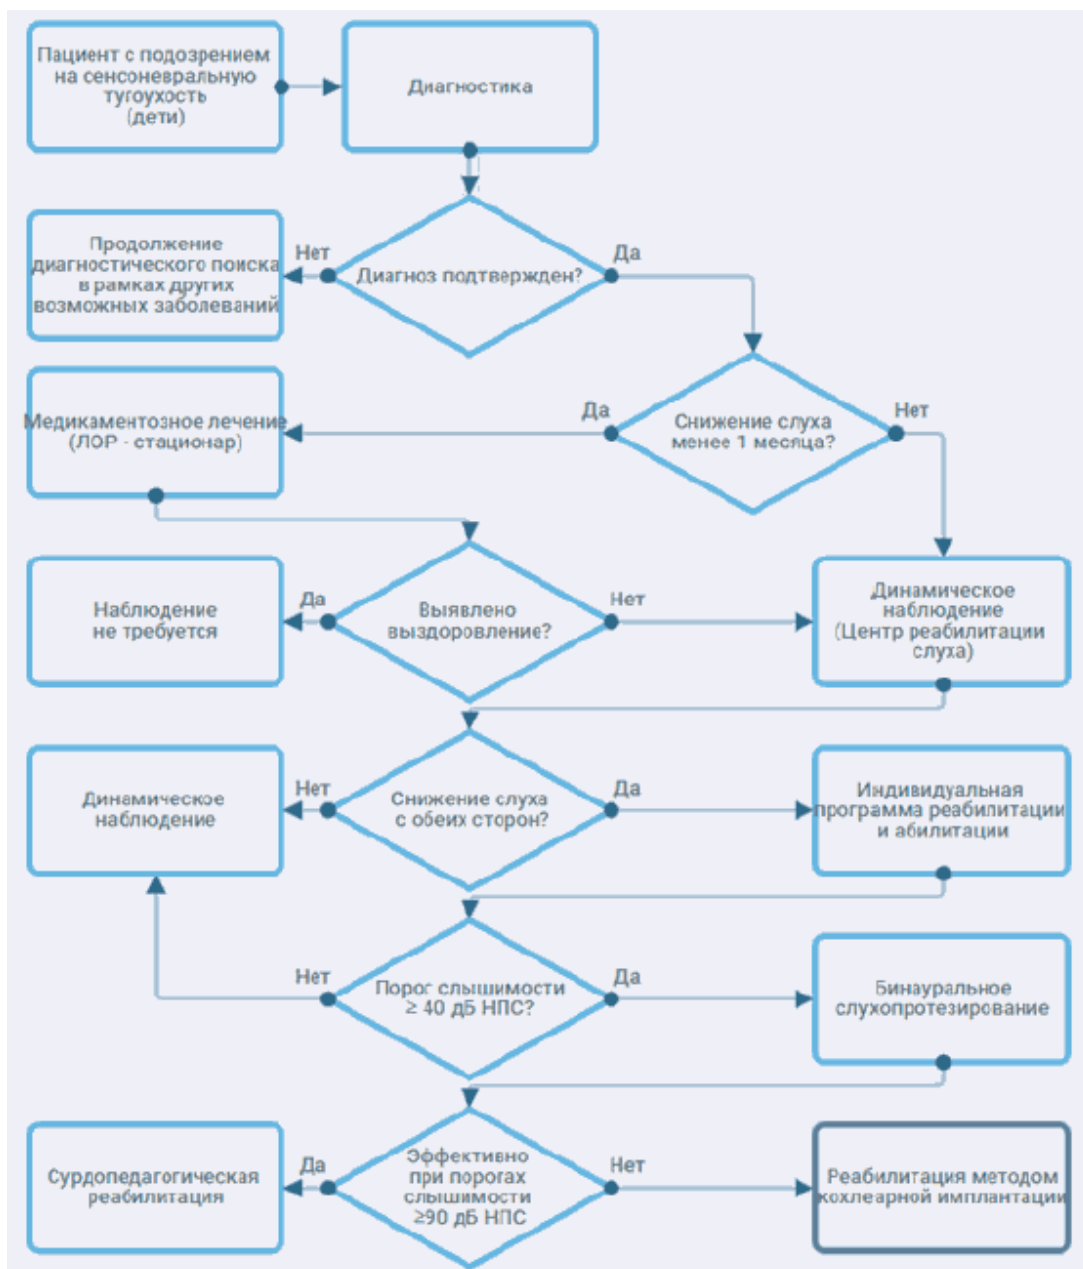 Пациент с подозрением
на сенсоневральную
тугоухость
(дети)
Диагностика
Продолжение
диагностического поиска
в рамках других
возможных заболеваний
Нет
Диагноз подтвержден?
Да
Медикаментозное лечение
(ЛОР - стационар)
Да
Снижение слуха
менее 1 месяца?
Нет
Наблюдение
не требуется
Да
Выявлено
выздоровление?
Нет
Динамическое
наблюдение
(Центр реабилитации
слуха)
Динамическое
наблюдение
Нет
Снижение слуха
с обеих сторон?
Да
Индивидуальная
программа реабилитации
и абилитации
Нет
Порог слышимости
≥ 40 дБ НПС?
Да
Бинауральное
слухопротезирование
Сурдопедагогическая
реабилитация
Да
Эффективно
при порогах
слышимости
≥90 дБ НПС
Нет
Реабилитация методом
кохлеарной имплантации